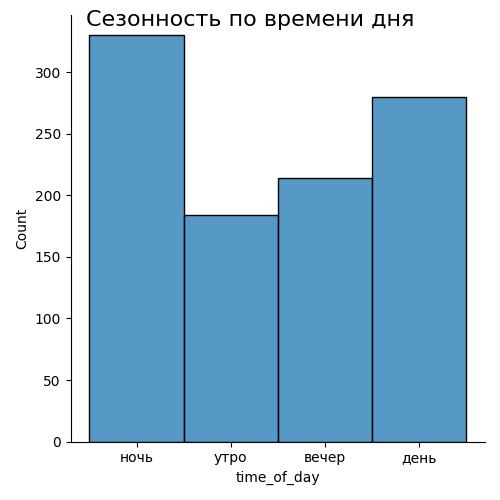 Сезонность по времени дня
300
250
200
150
100
50
0
Count
ночь утро вечер день
time_of_day